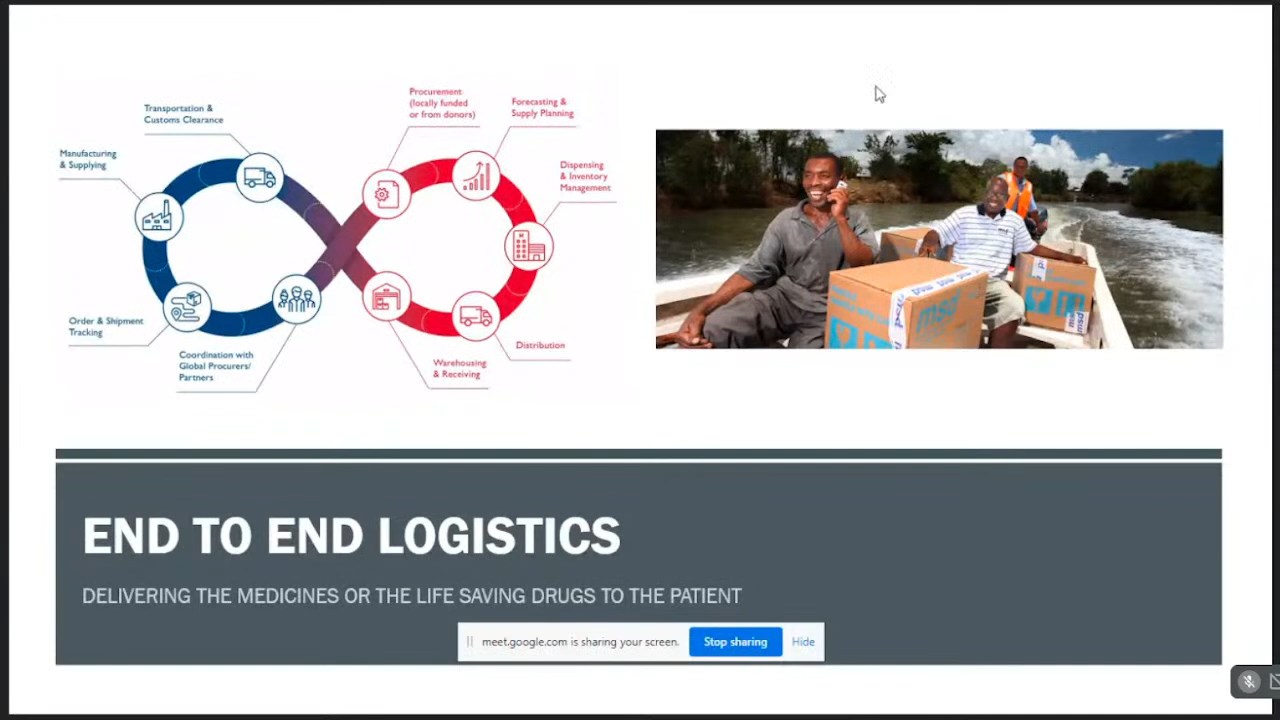 Procurement
(locally funded
or from donors)
Forecasting &
Supply Planning
Transportation &
Customs Clearance
Manufacturing
& Supplying
Dispensing
& Inventory
Management
Order & Shipment
Tracking
Coordination with
Global Procurers/
Partners
Warehousing
& Receiving
Distribution
msd
msd
END TO END LOGISTICS
DELIVERING THE MEDICINES OR THE LIFE SAVING DRUGS TO THE PATIENT
meet.google.com is sharing your screen.
Stop sharing
Hide